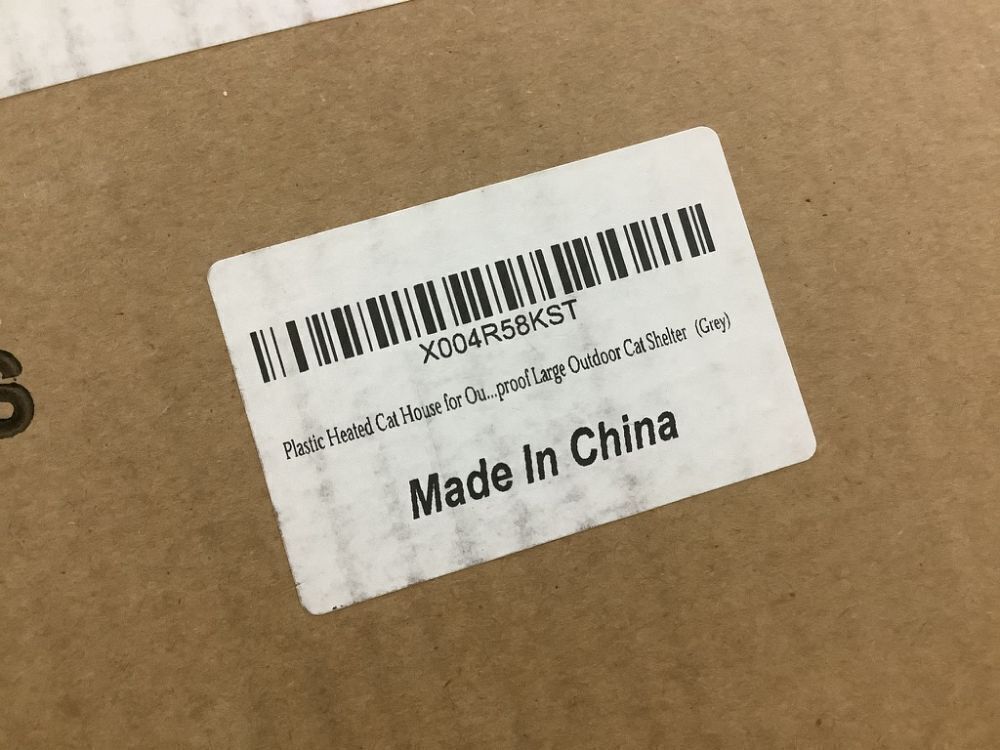 X004R58KST
Plastic Heated Cat House for Ou...proof Large Outdoor Cat Shelter (Grey)
Made In China